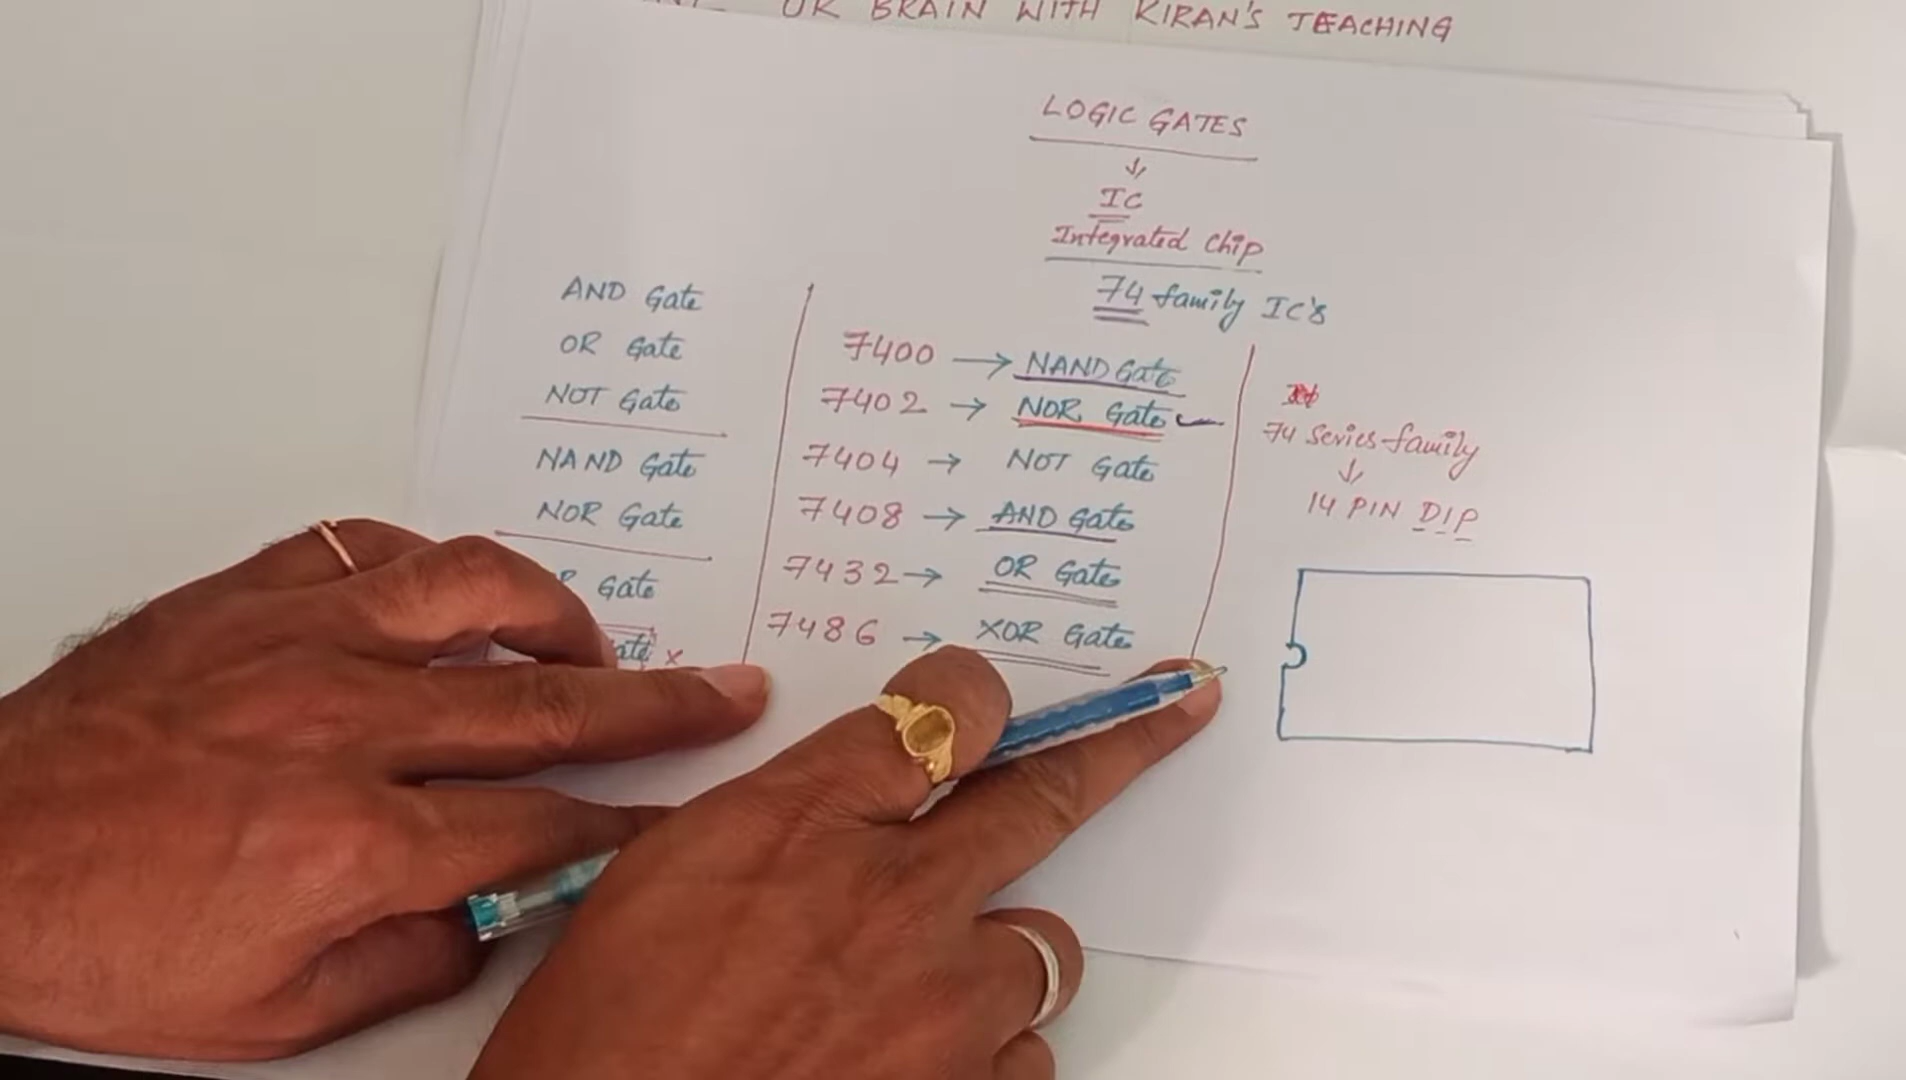 OR BRAIN WITH KIRAN'S TEACHING
LOGIC GATES
IC
Integrated Chip
74 family IC's
AND Gate
OR Gate
NOT Gate
NAND Gate
NOR Gate
Gate
7400 → NAND Gate
7402 → NOR Gate
7404 → NOT Gate
7408 → AND Gate
7432 → OR Gate
7486 → XOR Gate
74 Series family
14 PIN DIP